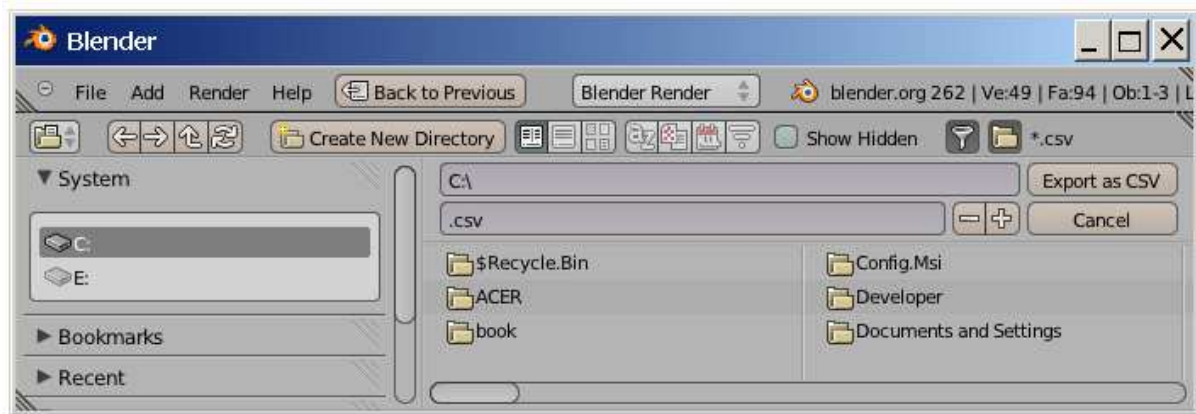 Blender
File Add Render Help Back to Previous Blender Render blender.org 262 | Ve:49 | Fa:94 | Ob:1-3 | L
Create New Directory Show Hidden *.csv
System
C:\ Export as CSV
.csv Cancel
C:
E:
$Recycle.Bin Config.Msi
ACER Developer
book Documents and Settings
Bookmarks
Recent